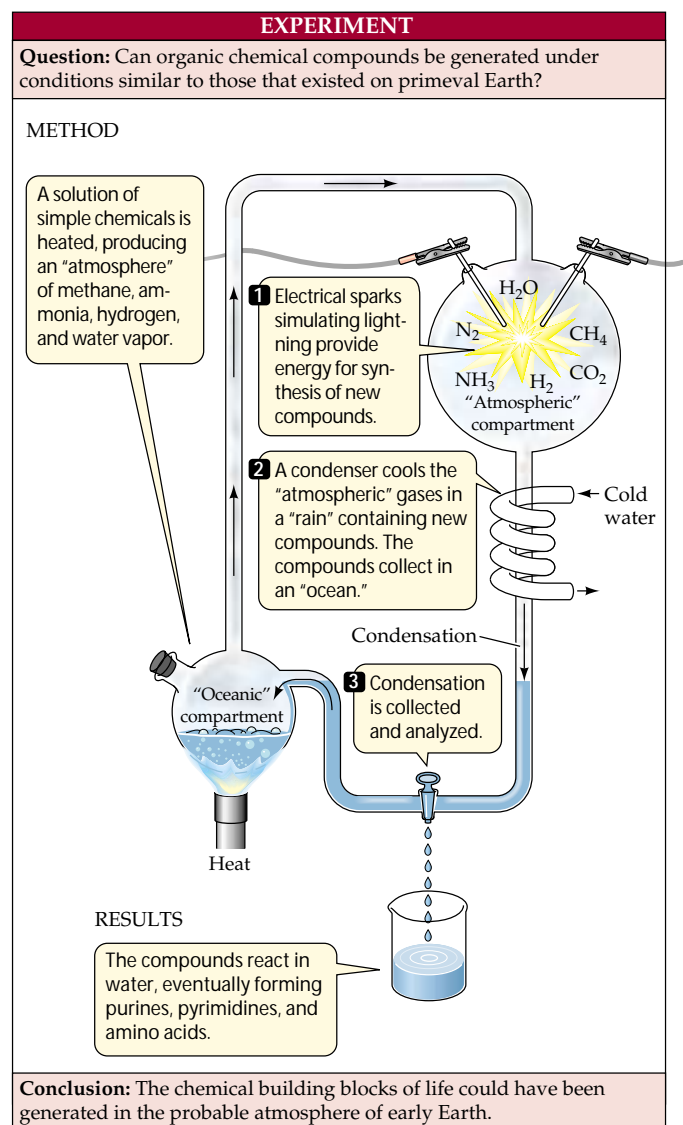 EXPERIMENT
Question: Can organic chemical compounds be generated under
conditions similar to those that existed on primeval Earth?
METHOD
A solution of
simple chemicals is
heated, producing
an “atmosphere”
of methane, am-
monia, hydrogen,
and water vapor.
1 Electrical sparks
simulating light-
ning provide
energy for syn-
thesis of new
compounds.
H₂O
N₂
CH₄
NH₃
H₂
CO₂
“Atmospheric”
compartment
2 A condenser cools the
“atmospheric” gases in
a “rain” containing new
compounds. The
compounds collect in
an “ocean.”
Cold
water
Condensation
“Oceanic”
compartment
3 Condensation
is collected
and analyzed.
Heat
RESULTS
The compounds react in
water, eventually forming
purines, pyrimidines, and
amino acids.
Conclusion: The chemical building blocks of life could have been
generated in the probable atmosphere of early Earth.